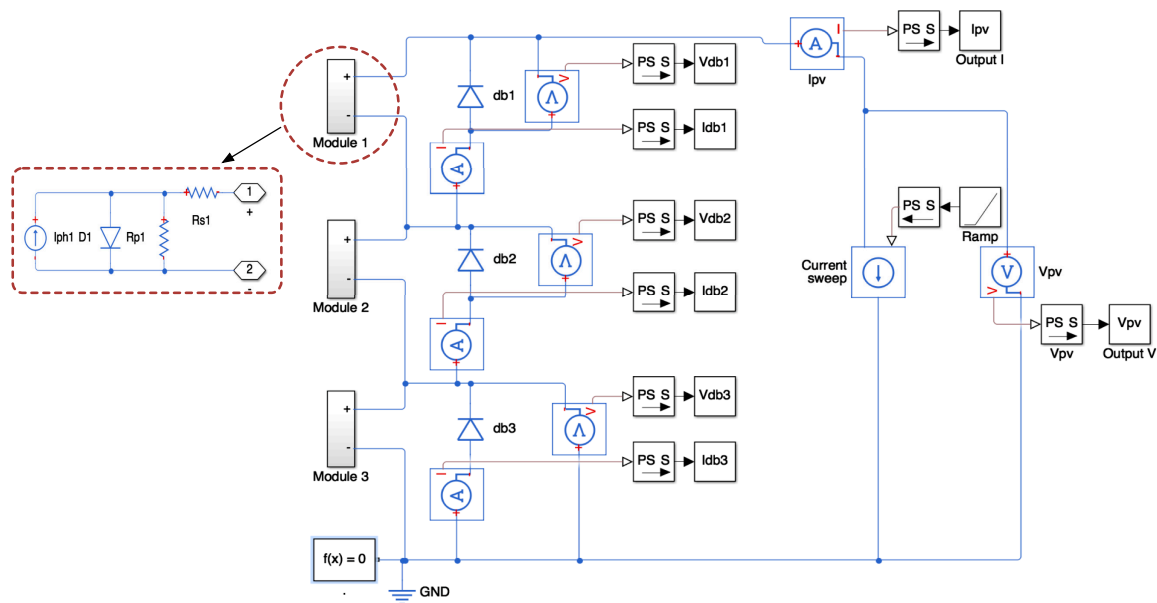 Ipv
Output I
A
I
Ipv
PS S
+
-
Module 1
db1
V
V
PS S
Vdb1
PS S
Idb1
A
I
Iph1 D1
Rp1
Rs1
1
+
2
-
+
-
Module 2
db2
V
V
PS S
Vdb2
PS S
Idb2
A
I
PS S
Ramp
Current
sweep
V
V
Vpv
PS S
Vpv
Vpv
Output V
+
-
Module 3
db3
V
V
PS S
Vdb3
PS S
Idb3
A
I
f(x) = 0
.
GND